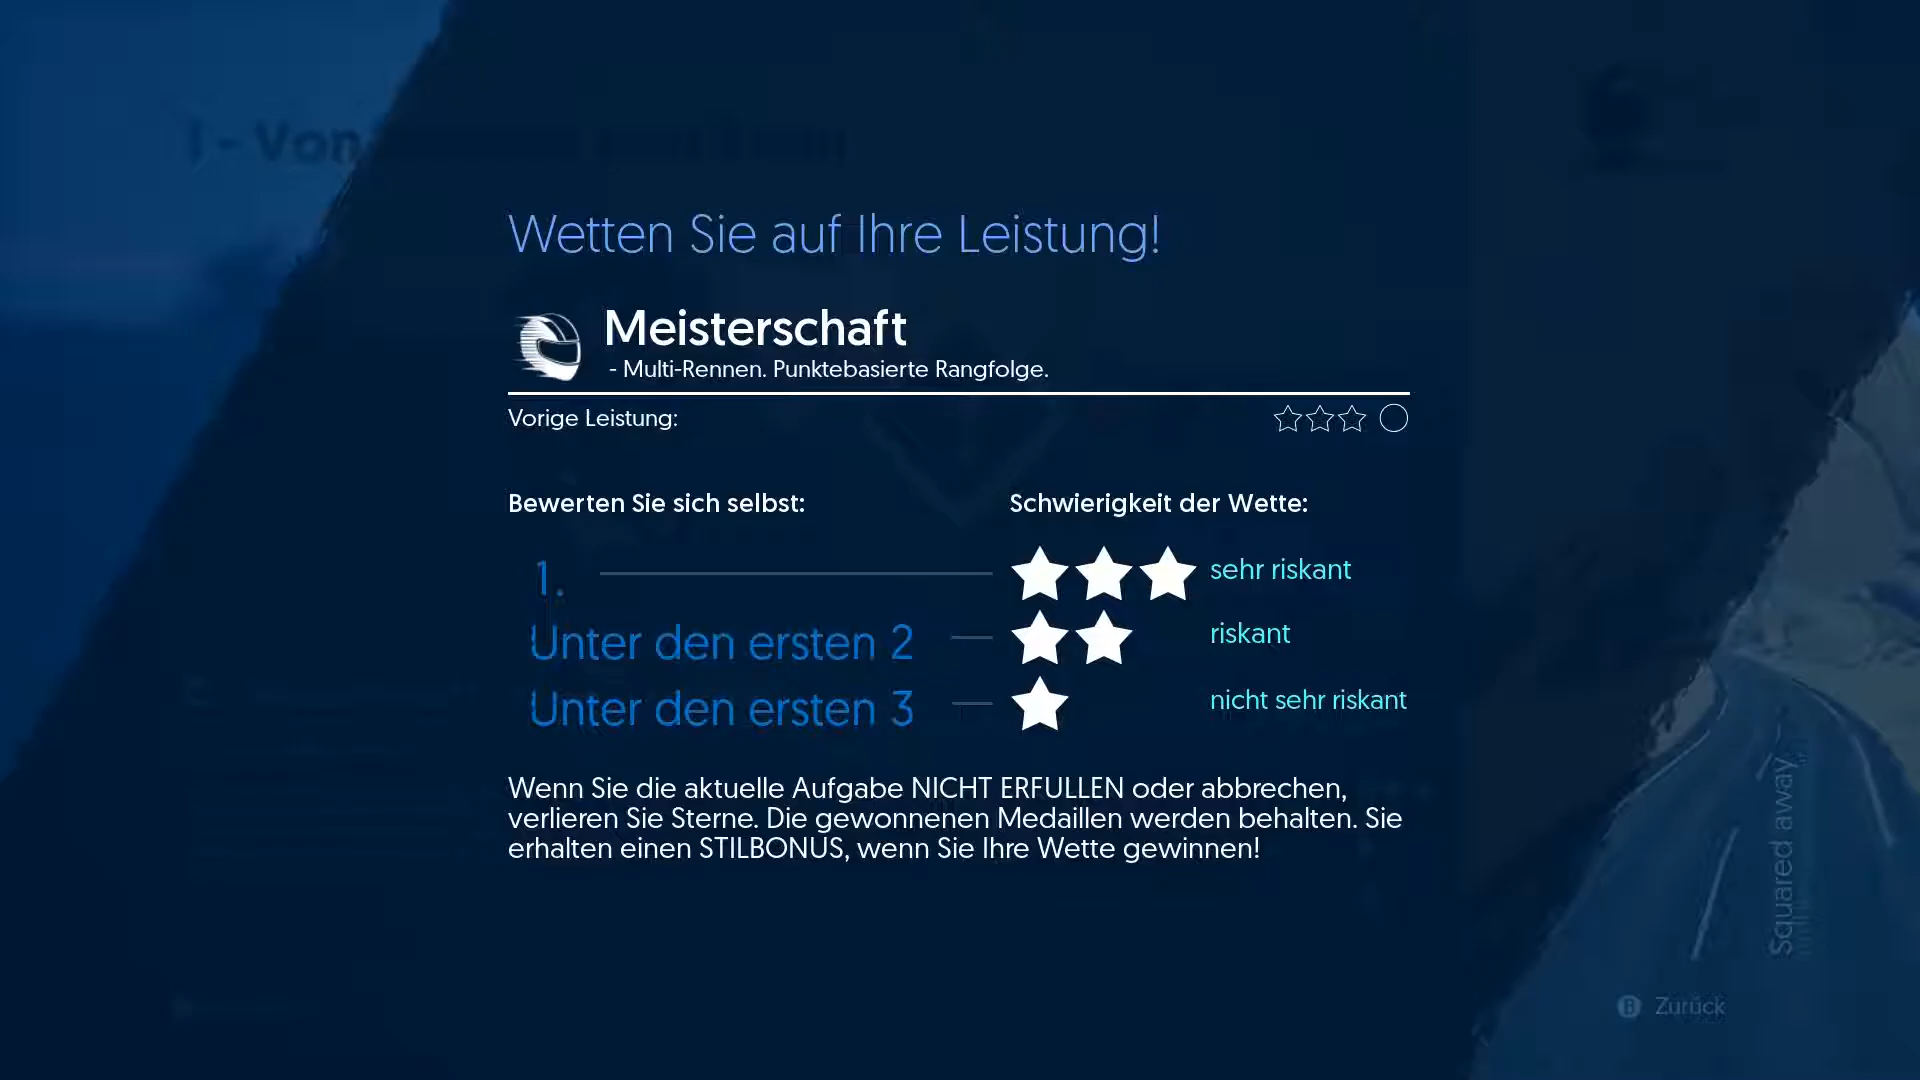 I - Von
Wetten Sie auf Ihre Leistung!
Meisterschaft
- Multi-Rennen. Punktebasierte Rangfolge.
Vorige Leistung:
Bewerten Sie sich selbst: Schwierigkeit der Wette:
1. sehr riskant
Unter den ersten 2 riskant
Unter den ersten 3 nicht sehr riskant
Wenn Sie die aktuelle Aufgabe NICHT ERFULLEN oder abbrechen,
verlieren Sie Sterne. Die gewonnenen Medaillen werden behalten. Sie
erhalten einen STILBONUS, wenn Sie Ihre Wette gewinnen!
Squared away
B Zurück